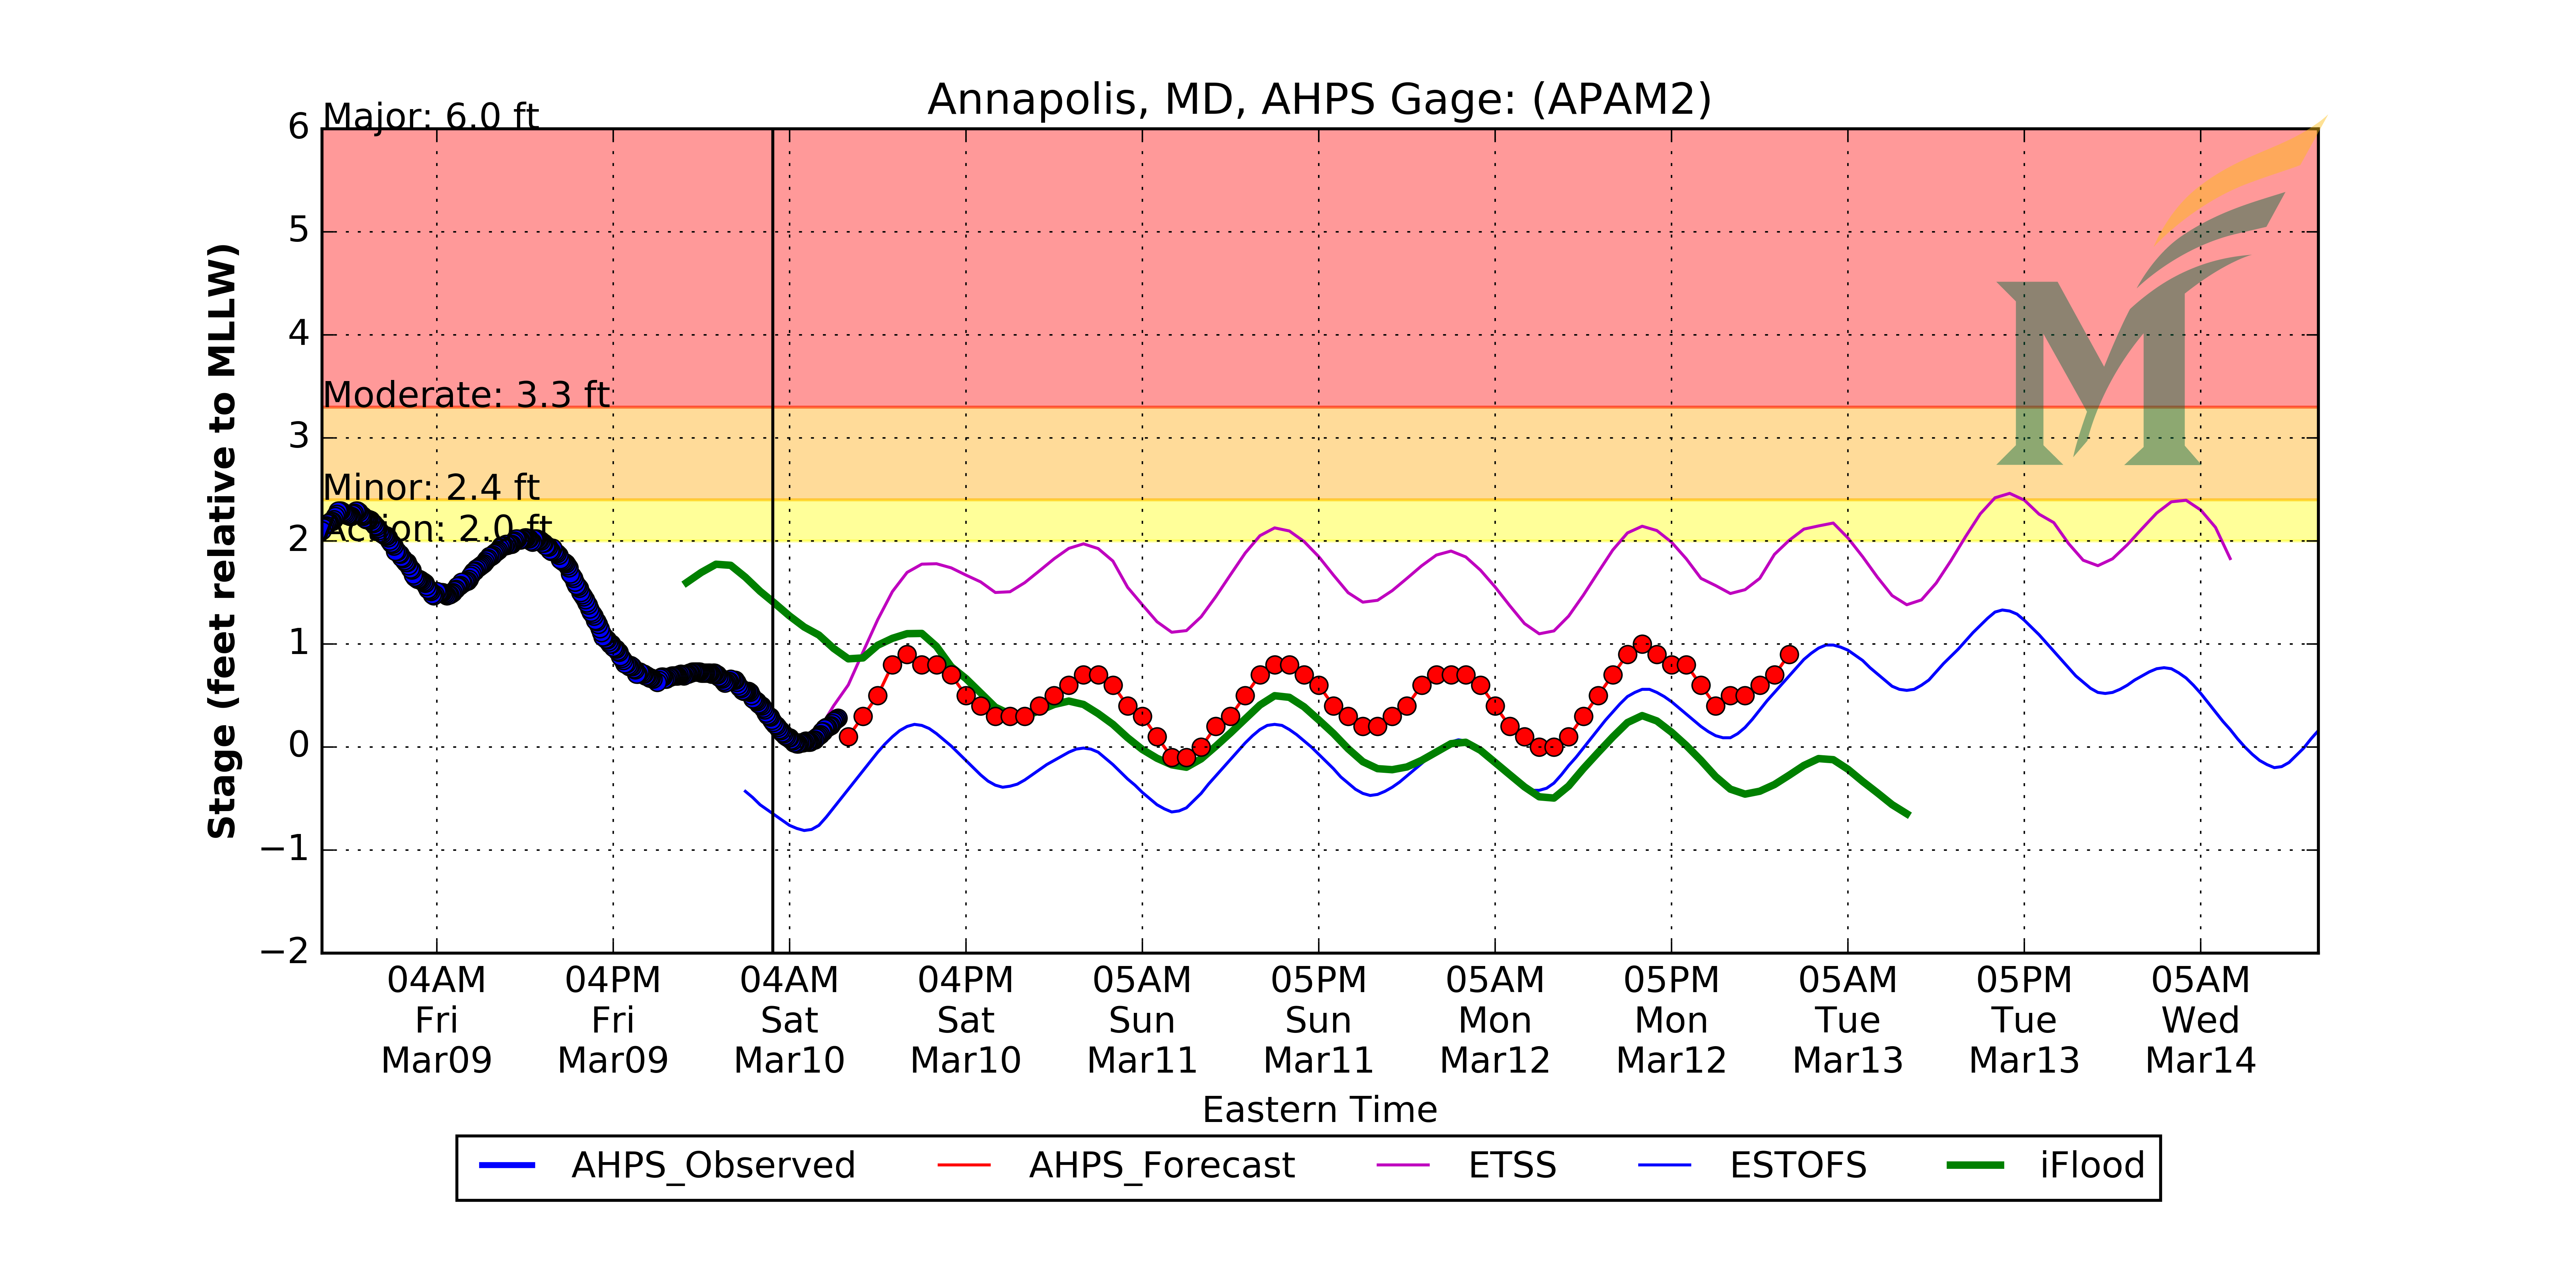 Annapolis, MD, AHPS Gage: (APAM2)
Major: 6.0 ft
Moderate: 3.3 ft
Minor: 2.4 ft
Action: 2.0 ft
Stage (feet relative to MLLW)
6
5
4
3
2
1
0
−1
−2
04AM 04PM 04AM 04PM 05AM 05PM 05AM 05PM 05AM 05PM 05AM
Fri Fri Sat Sat Sun Sun Mon Mon Tue Tue Wed
Mar09 Mar09 Mar10 Mar10 Mar11 Mar11 Mar12 Mar12 Mar13 Mar13 Mar14
Eastern Time
AHPS_Observed AHPS_Forecast ETSS ESTOFS iFlood
M